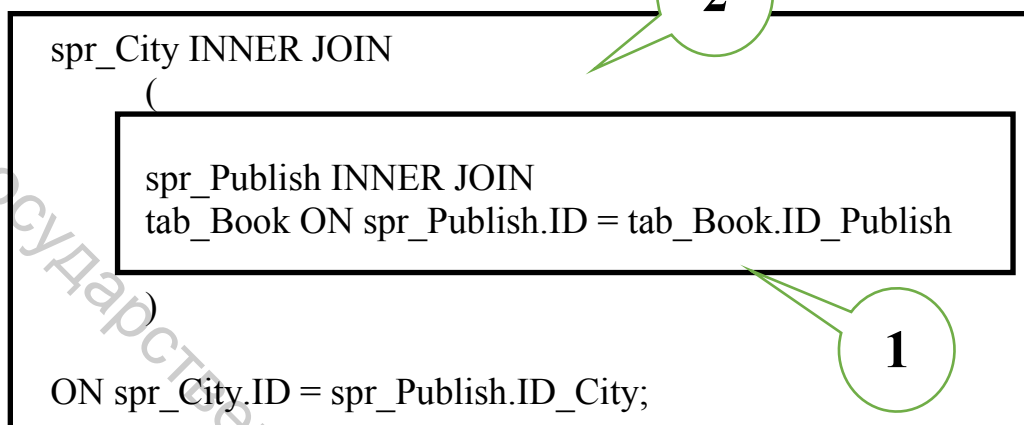 2
spr_City INNER JOIN
(
spr_Publish INNER JOIN
tab_Book ON spr_Publish.ID = tab_Book.ID_Publish
)
1
ON spr_City.ID = spr_Publish.ID_City;